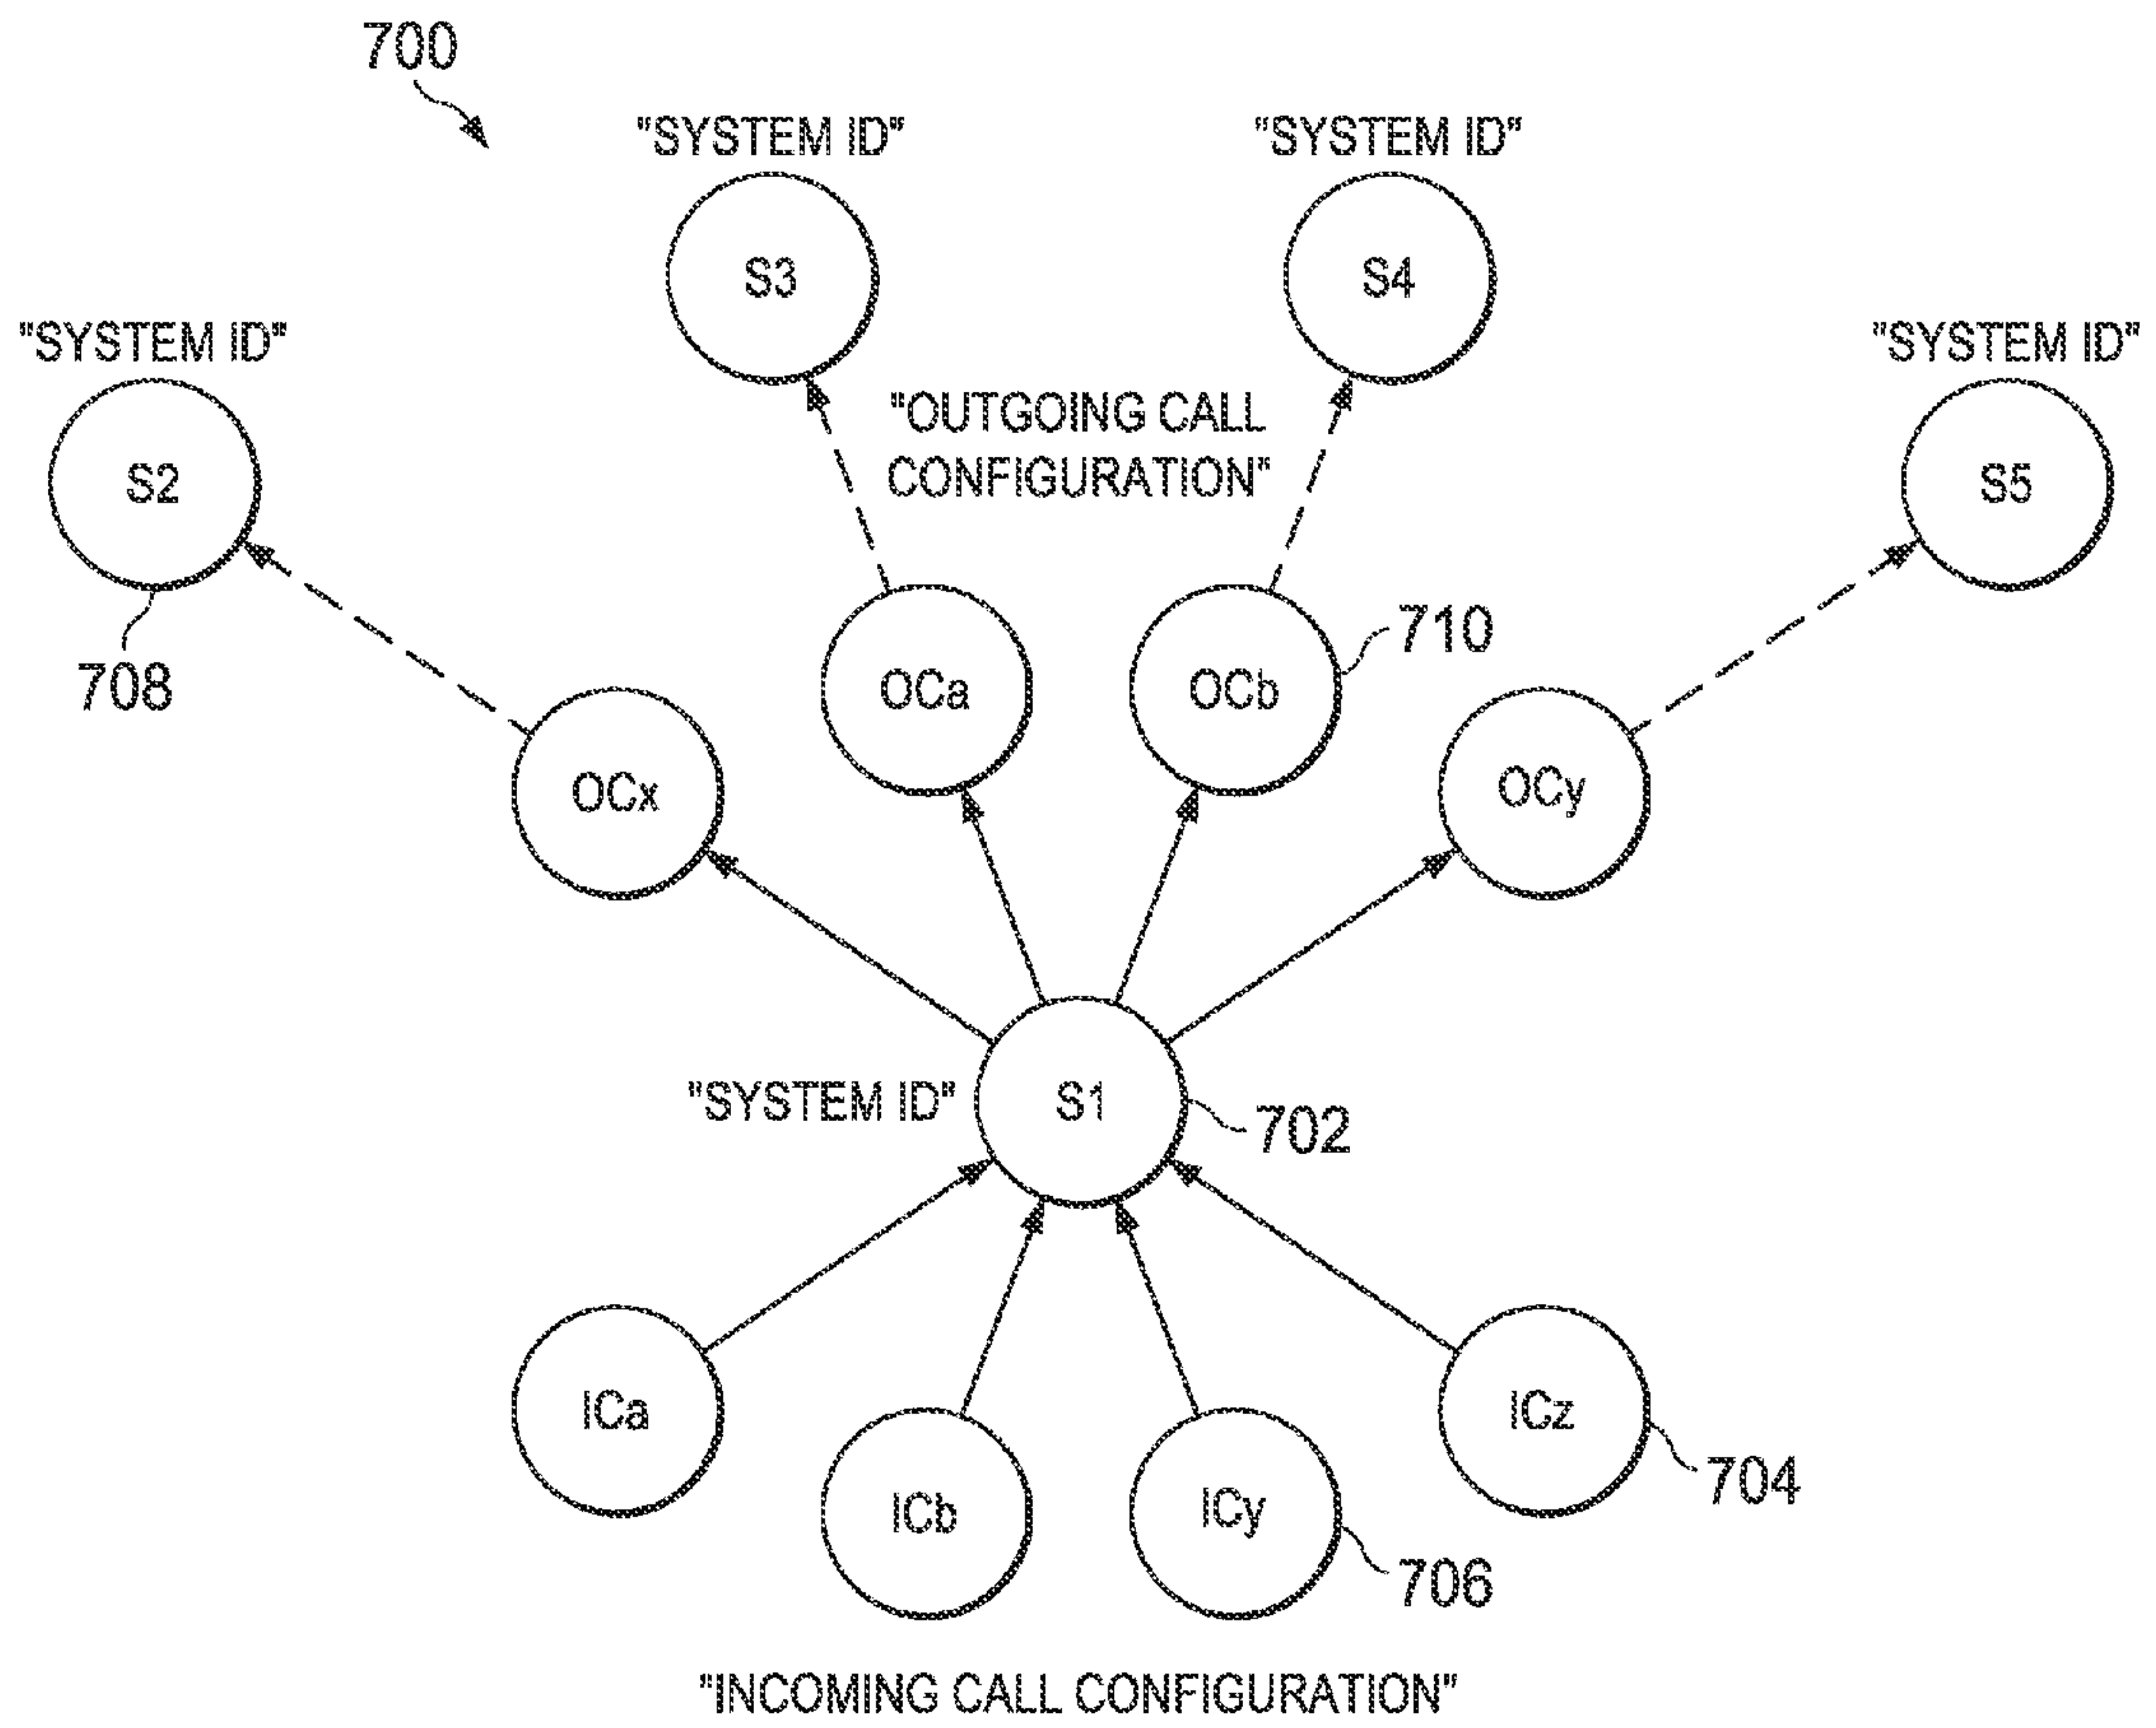 700
"SYSTEM ID"
"SYSTEM ID"
S3
S4
"SYSTEM ID"
"SYSTEM ID"
"OUTGOING CALL
CONFIGURATION"
S2
S5
710
708
OCa
OCb
OCx
OCy
"SYSTEM ID"
S1
702
ICa
ICz
704
ICb
ICy
706
"INCOMING CALL CONFIGURATION"